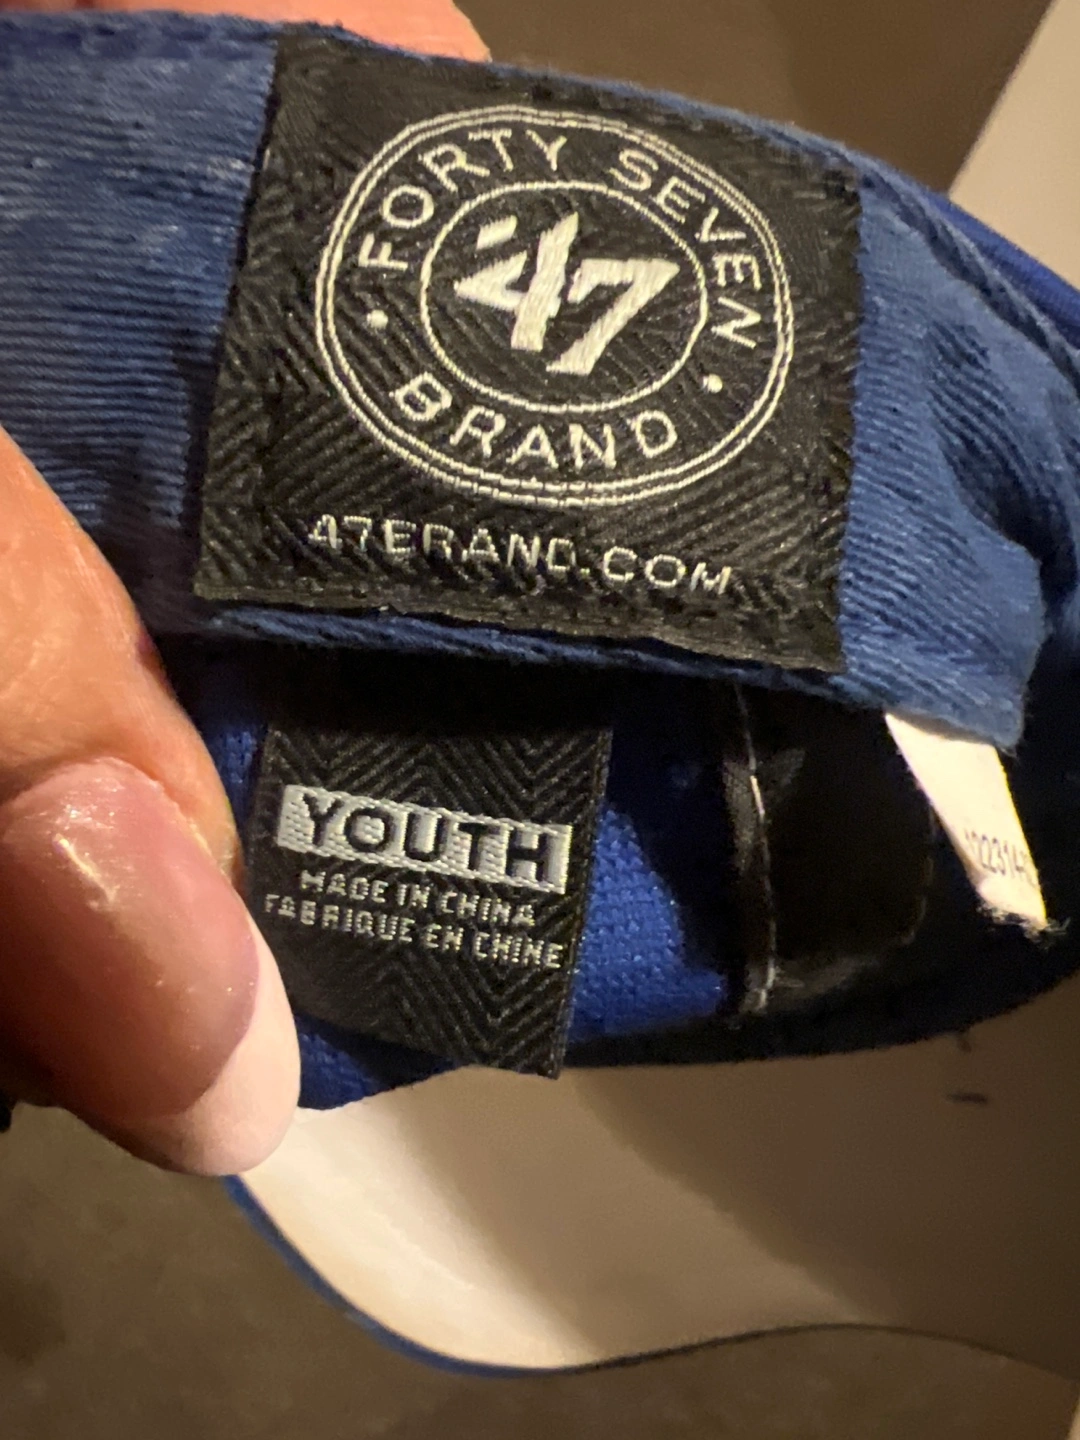 FORTY SEVEN
'47
BRAND
47BRAND.COM
YOUTH
MADE IN CHINA
FABRIQUE EN CHINE